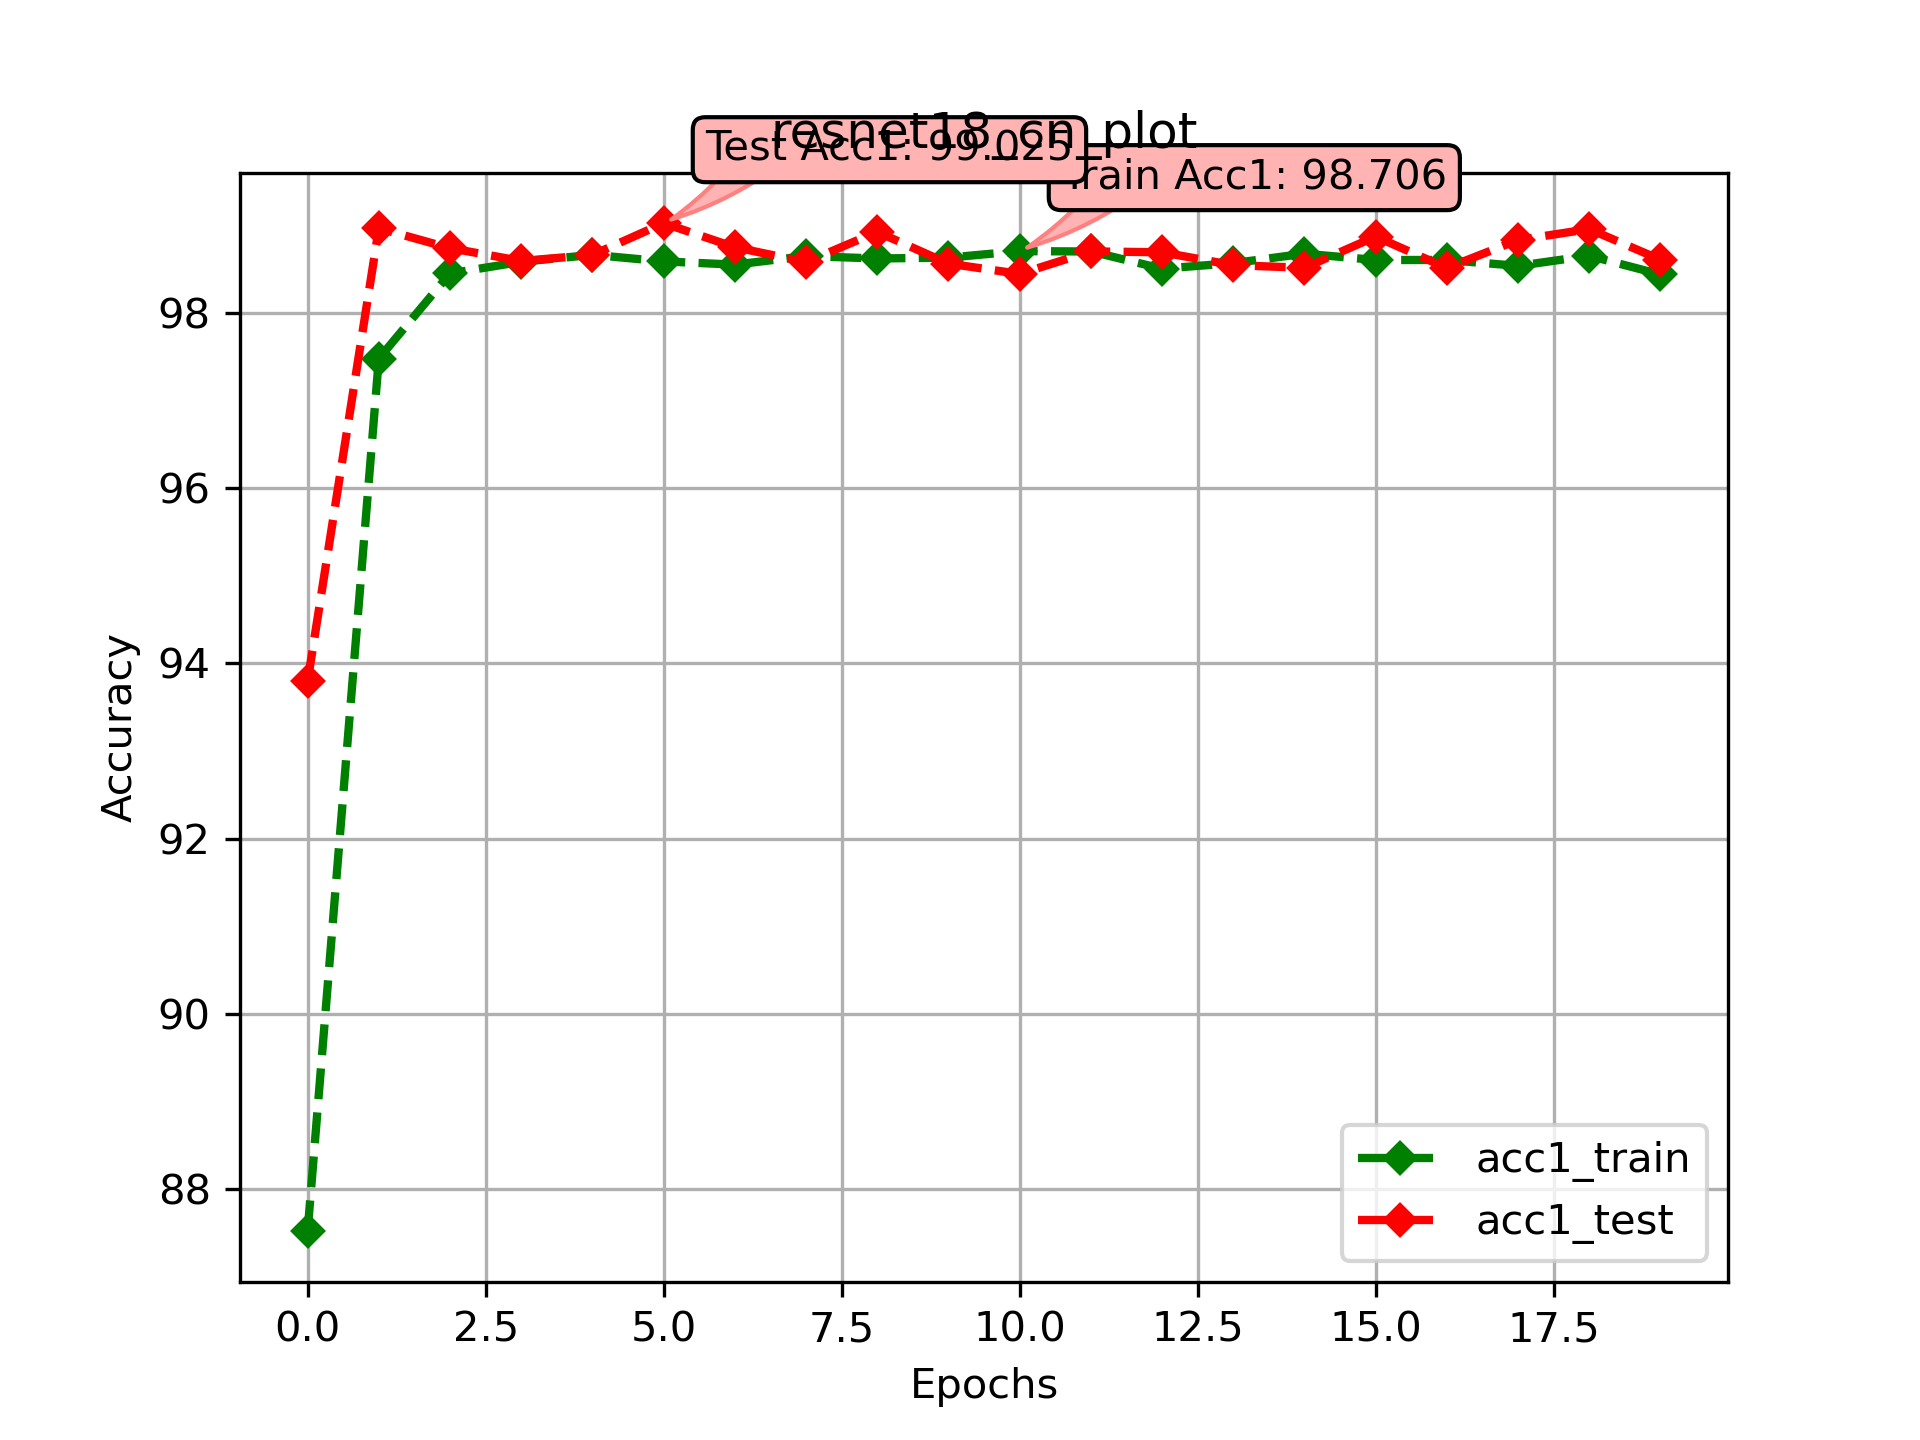 resnet18_cn_plot
Test Acc1: 99.025
Train Acc1: 98.706
Accuracy
98
96
94
92
90
88
0.0 2.5 5.0 7.5 10.0 12.5 15.0 17.5
Epochs
acc1_train
acc1_test